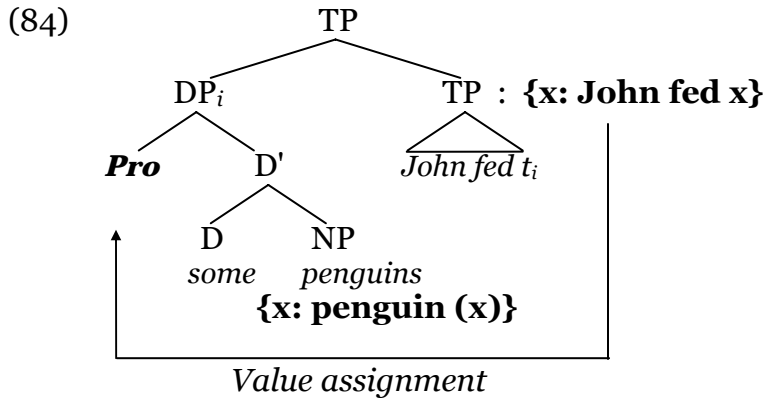 (84) TP
DPi TP : {x: John fed x}
Pro D' John fed ti
D NP
some penguins
{x: penguin (x)}
Value assignment